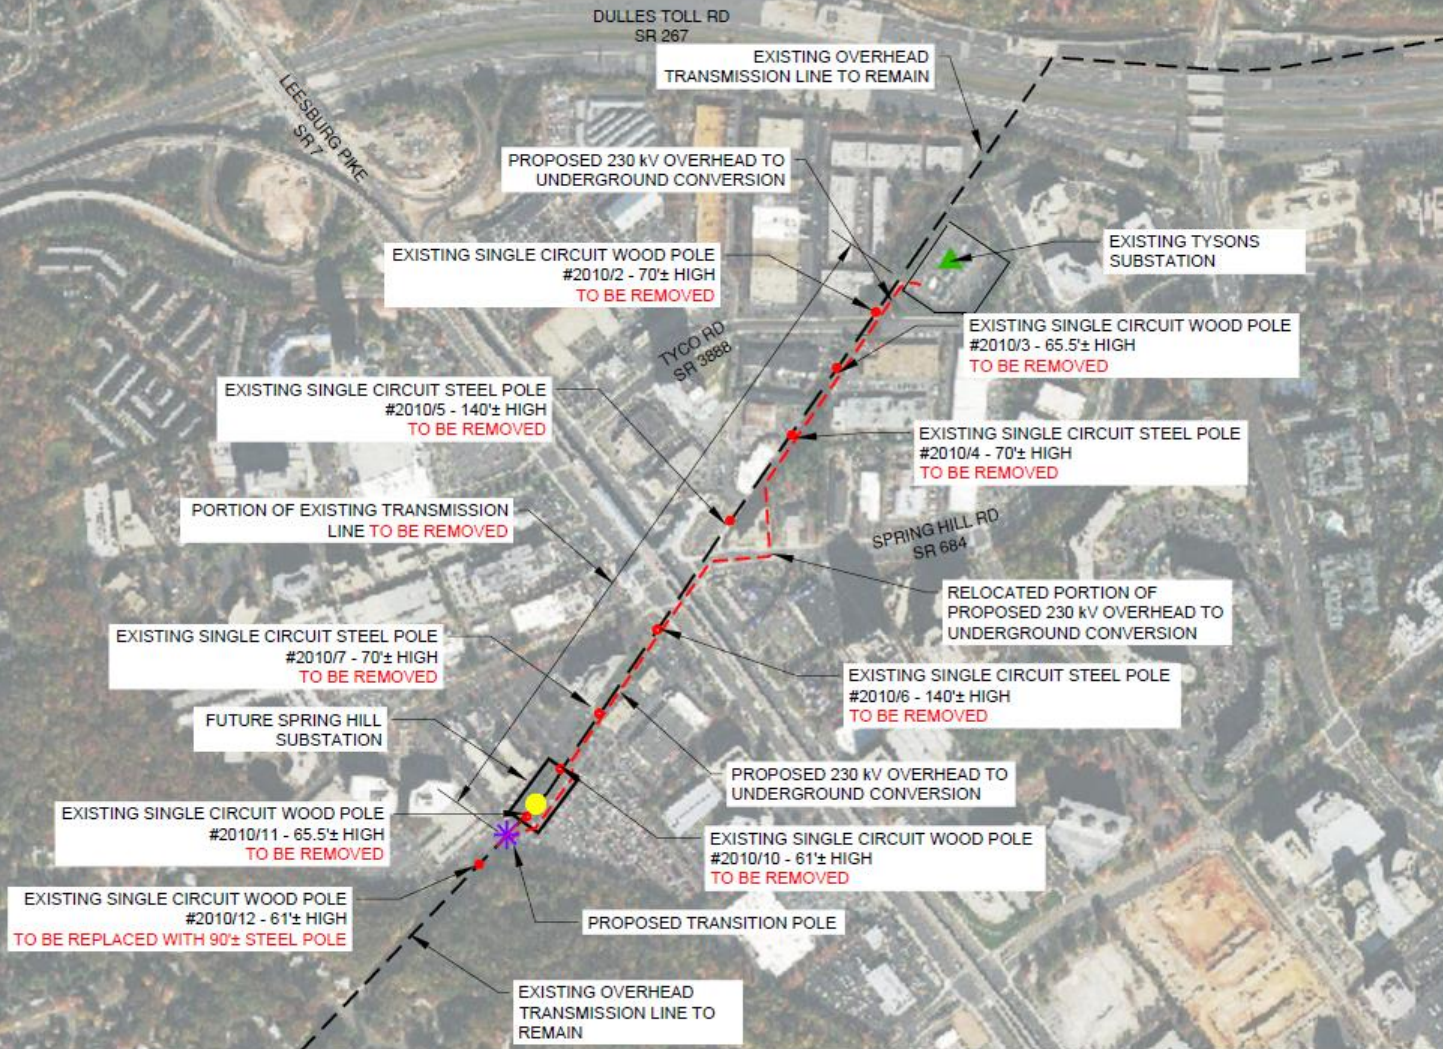 DULLES TOLL RD
SR 267
EXISTING OVERHEAD
TRANSMISSION LINE TO REMAIN
LEESBURG PIKE
SR 7
PROPOSED 230 kV OVERHEAD TO
UNDERGROUND CONVERSION
EXISTING SINGLE CIRCUIT WOOD POLE
#2010/2 - 70'± HIGH
TO BE REMOVED
EXISTING TYSONS
SUBSTATION
EXISTING SINGLE CIRCUIT WOOD POLE
#2010/3 - 65.5'± HIGH
TO BE REMOVED
TYCO RD
SR 3888
EXISTING SINGLE CIRCUIT STEEL POLE
#2010/5 - 140'± HIGH
TO BE REMOVED
EXISTING SINGLE CIRCUIT STEEL POLE
#2010/4 - 70'± HIGH
TO BE REMOVED
PORTION OF EXISTING TRANSMISSION
LINE TO BE REMOVED
SPRING HILL RD
SR 684
RELOCATED PORTION OF
PROPOSED 230 kV OVERHEAD TO
UNDERGROUND CONVERSION
EXISTING SINGLE CIRCUIT STEEL POLE
#2010/7 - 70'± HIGH
TO BE REMOVED
EXISTING SINGLE CIRCUIT STEEL POLE
#2010/6 - 140'± HIGH
TO BE REMOVED
FUTURE SPRING HILL
SUBSTATION
PROPOSED 230 kV OVERHEAD TO
UNDERGROUND CONVERSION
EXISTING SINGLE CIRCUIT WOOD POLE
#2010/11 - 65.5'± HIGH
TO BE REMOVED
EXISTING SINGLE CIRCUIT WOOD POLE
#2010/10 - 61'± HIGH
TO BE REMOVED
EXISTING SINGLE CIRCUIT WOOD POLE
#2010/12 - 61'± HIGH
TO BE REPLACED WITH 90'± STEEL POLE
PROPOSED TRANSITION POLE
EXISTING OVERHEAD
TRANSMISSION LINE TO
REMAIN